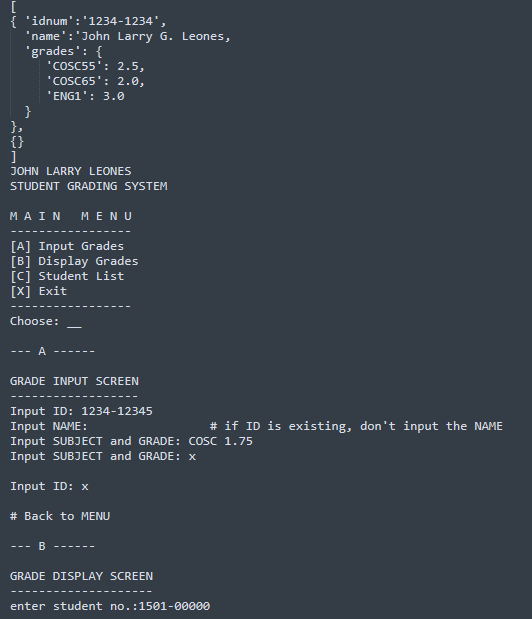 [
{ 'idnum':'1234-1234',
'name':'John Larry G. Leones,
'grades': {
'COSC55': 2.5,
'COSC65': 2.0,
'ENG1': 3.0
}
},
{}
]
JOHN LARRY LEONES
STUDENT GRADING SYSTEM
M A I N   M E N U
-----------------
[A] Input Grades
[B] Display Grades
[C] Student List
[X] Exit
-----------------
Choose: __
--- A ------
GRADE INPUT SCREEN
------------------
Input ID: 1234-12345
Input NAME:                 # if ID is existing, don't input the NAME
Input SUBJECT and GRADE: COSC 1.75
Input SUBJECT and GRADE: x
Input ID: x
# Back to MENU
--- B ------
GRADE DISPLAY SCREEN
--------------------
enter student no.:1501-00000